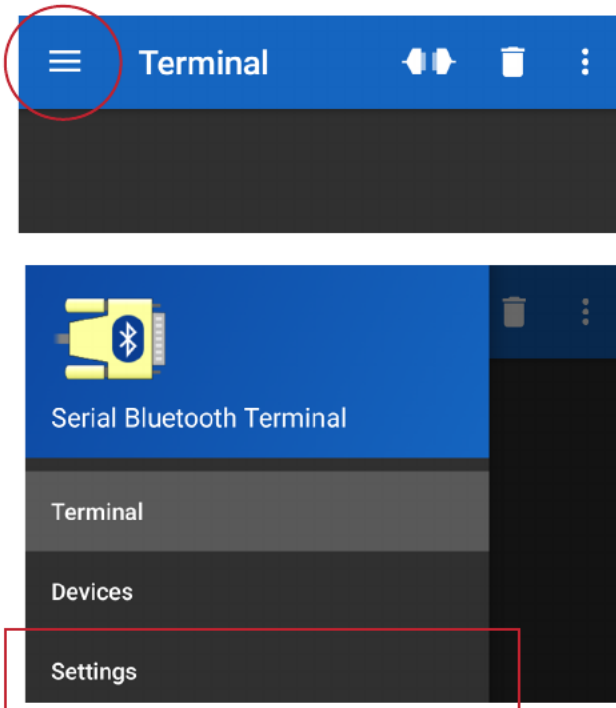 Terminal
Serial Bluetooth Terminal
Terminal
Devices
Settings